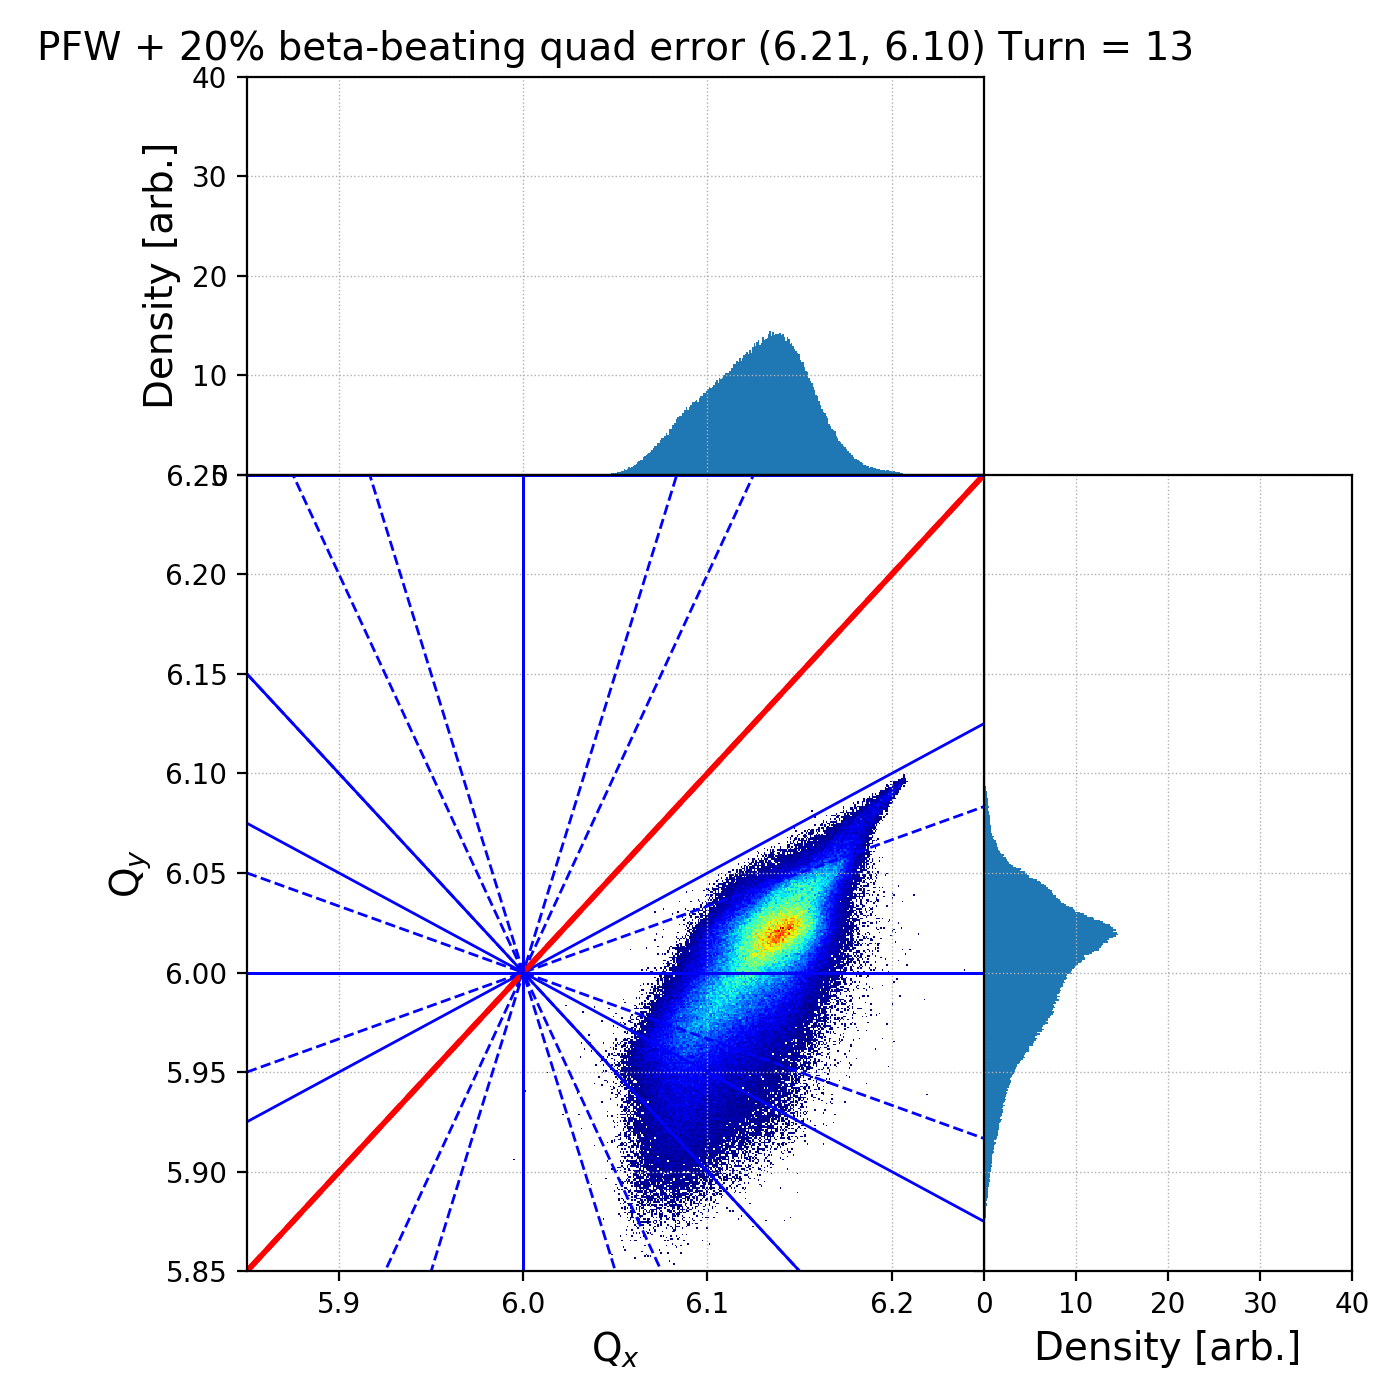 PFW + 20% beta-beating quad error (6.21, 6.10) Turn = 13
40
30
20
10
0
Density [arb.]
6.25
6.20
6.15
6.10
6.05
6.00
5.95
5.90
5.85
Qy
5.9 6.0 6.1 6.2
Qx
0 10 20 30 40
Density [arb.]